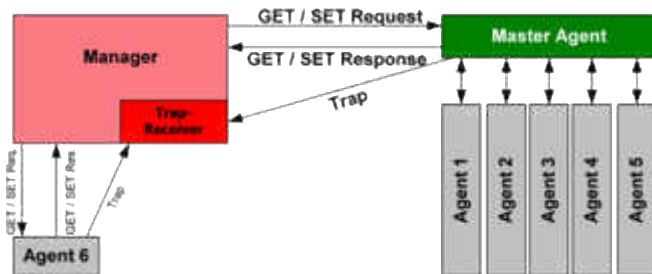 GET / SET Request
Manager
Master Agent
GET / SET Response
Trap-
Receiver
Trap
GET / SET Req.
GET / SET Res.
Trap
Agent 1
Agent 2
Agent 3
Agent 4
Agent 5
Agent 6